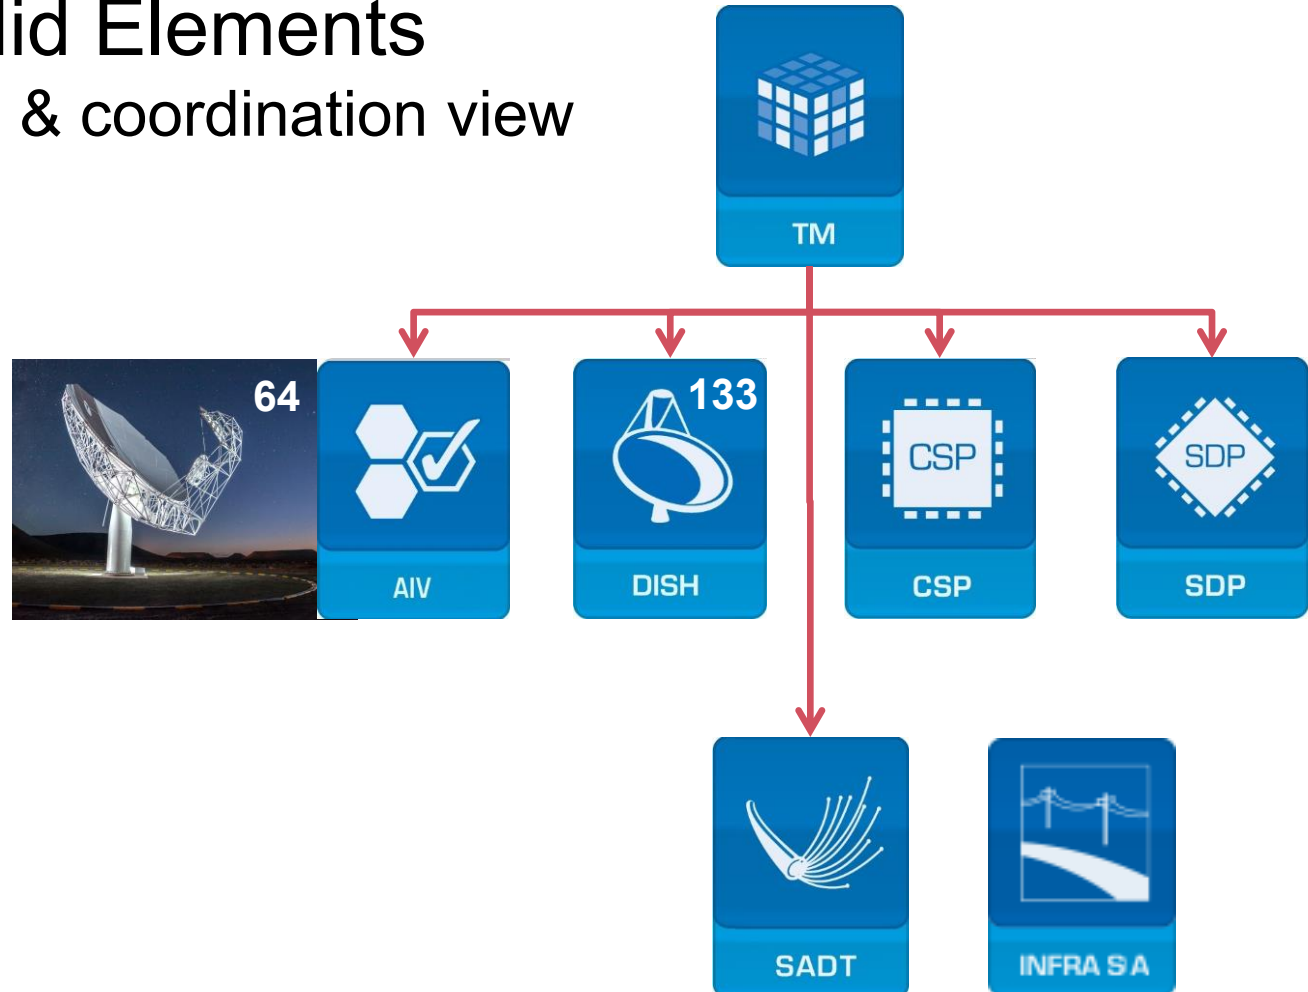 lid Elements
& coordination view
TM
64
133
CSP
SDP
AIV
DISH
CSP
SDP
SADT
INFRA SA